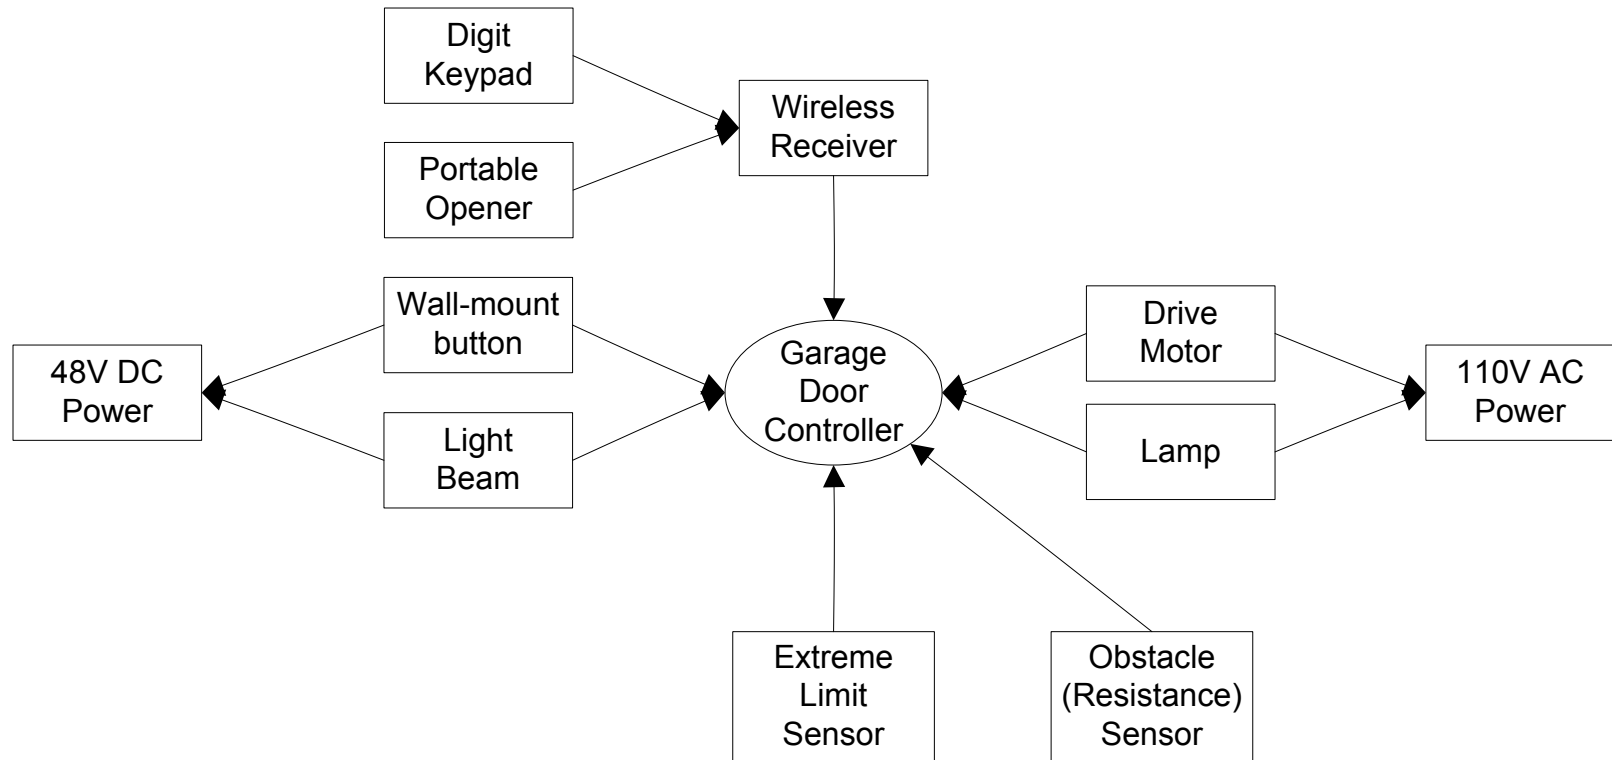 Digit
Keypad
Wireless
Receiver
Portable
Opener
Wall-mount
button
48V DC
Power
Light
Beam
Garage
Door
Controller
Drive
Motor
110V AC
Power
Lamp
Extreme
Limit
Sensor
Obstacle
(Resistance)
Sensor